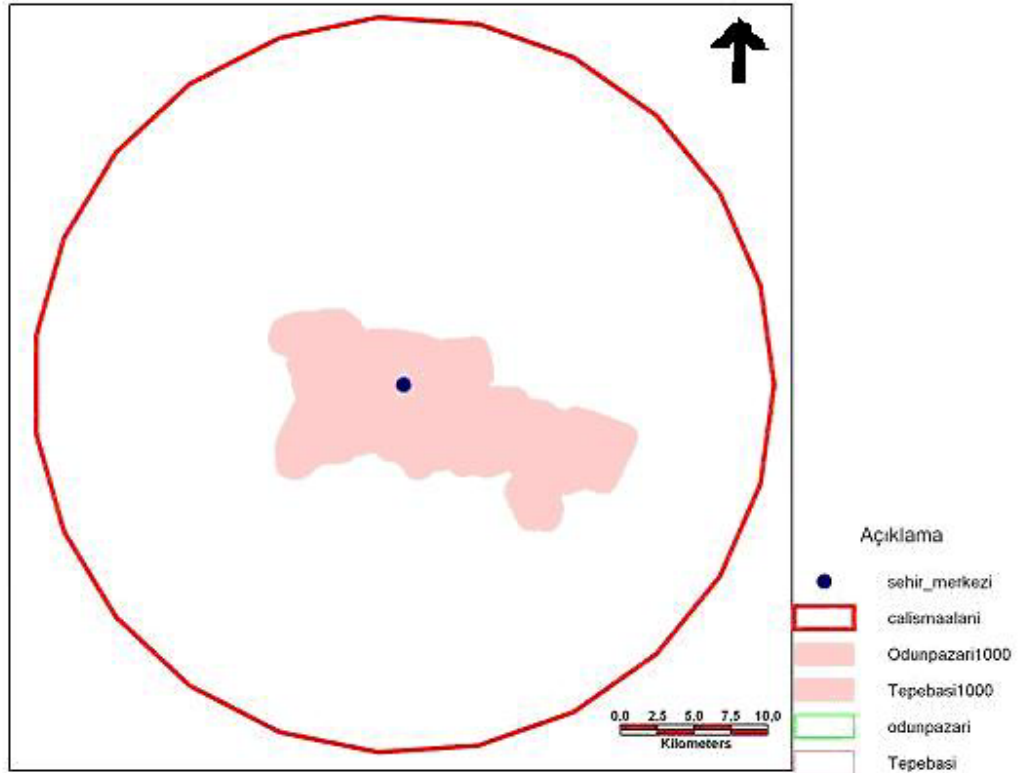 Açıklama
sehir_merkezi
calismaalani
Odunpazari1000
Tepebasi1000
odunpazari
Tepebasi
0,0 2,5 5,0 7,5 10,0
Kilometers